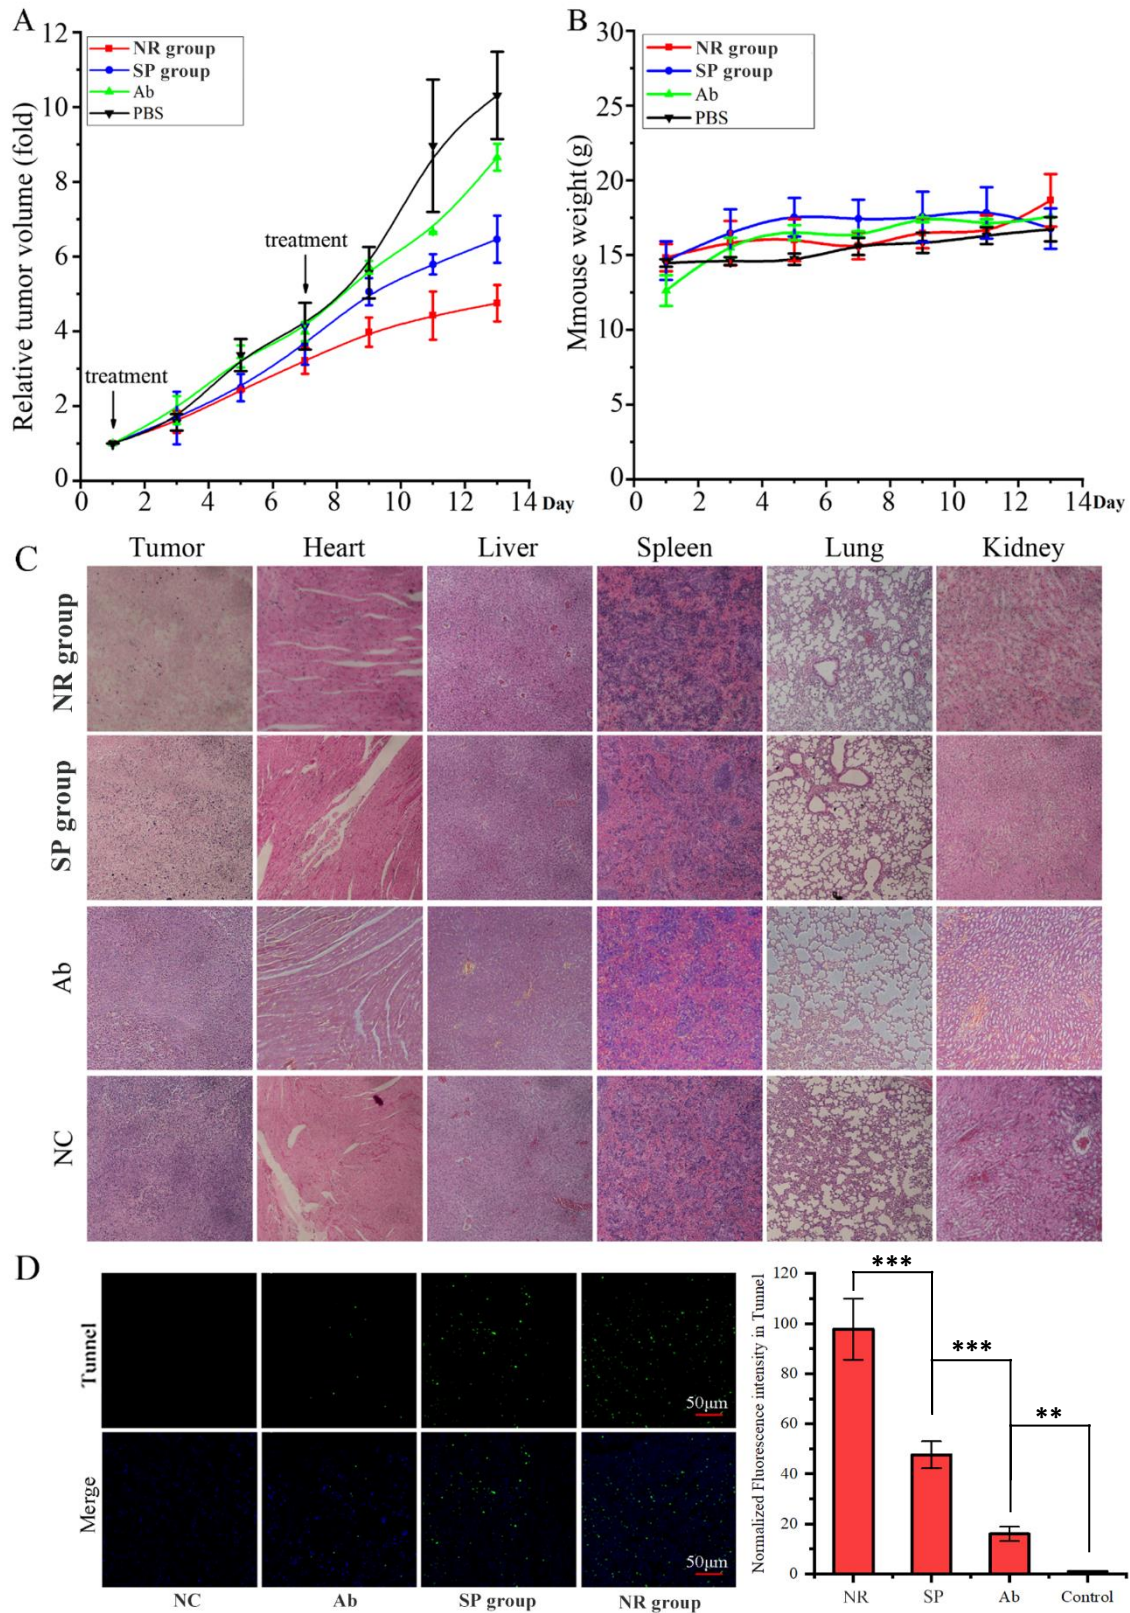 A
12
10
8
6
4
2
0
Relative tumor volume (fold)
NR group
SP group
Ab
PBS
treatment
treatment
0 2 4 6 8 10 12 14 Day
B
30
25
20
15
10
5
0
Mmouse weight(g)
NR group
SP group
Ab
PBS
0 2 4 6 8 10 12 14 Day
C
Tumor Heart Liver Spleen Lung Kidney
NR group
SP group
Ab
NC
D
Tunnel
50μm
Merge
50μm
NC Ab SP group NR group
Normalized Fluorescence intensity in Tunnel
120
100
80
60
40
20
0
***
***
**
NR SP Ab Control